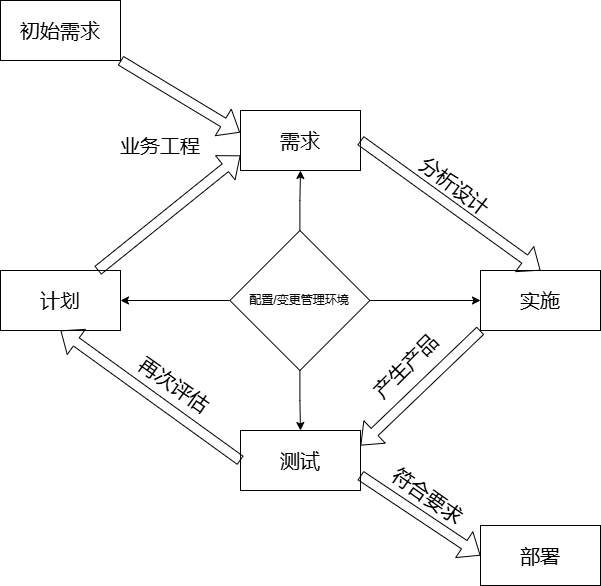 初始需求
业务工程
需求
分析设计
计划
配置/变更管理环境
实施
再次评估
产生产品
测试
符合要求
部署